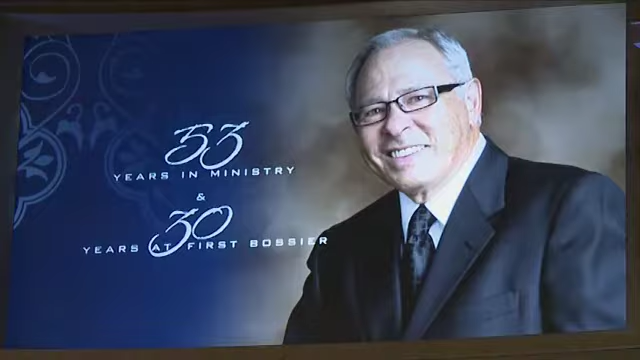 53
YEARS IN MINISTRY
&
30
YEARS AT FIRST BOSSIER